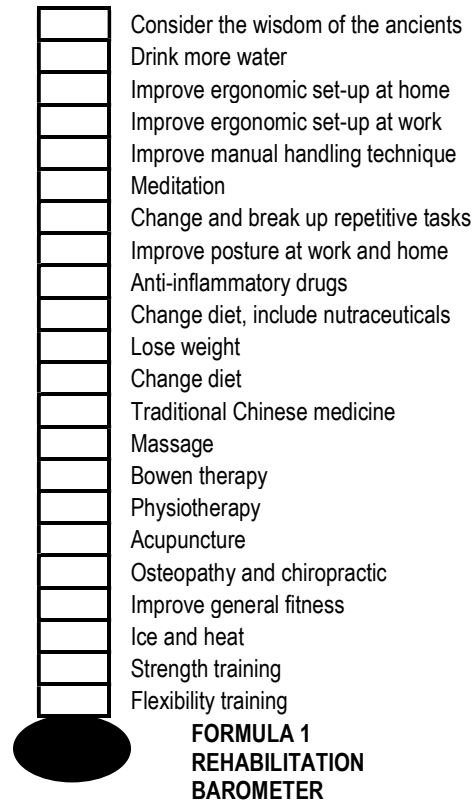 Consider the wisdom of the ancients
Drink more water
Improve ergonomic set-up at home
Improve ergonomic set-up at work
Improve manual handling technique
Meditation
Change and break up repetitive tasks
Improve posture at work and home
Anti-inflammatory drugs
Change diet, include nutraceuticals
Lose weight
Change diet
Traditional Chinese medicine
Massage
Bowen therapy
Physiotherapy
Acupuncture
Osteopathy and chiropractic
Improve general fitness
Ice and heat
Strength training
Flexibility training
FORMULA 1
REHABILITATION
BAROMETER